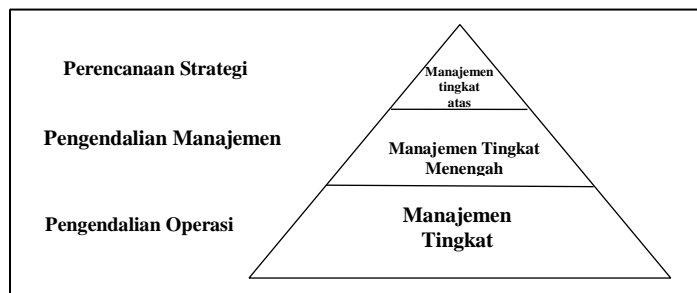 Perencanaan Strategi
Manajemen
tingkat
atas
Pengendalian Manajemen
Manajemen Tingkat
Menengah
Pengendalian Operasi
Manajemen
Tingkat